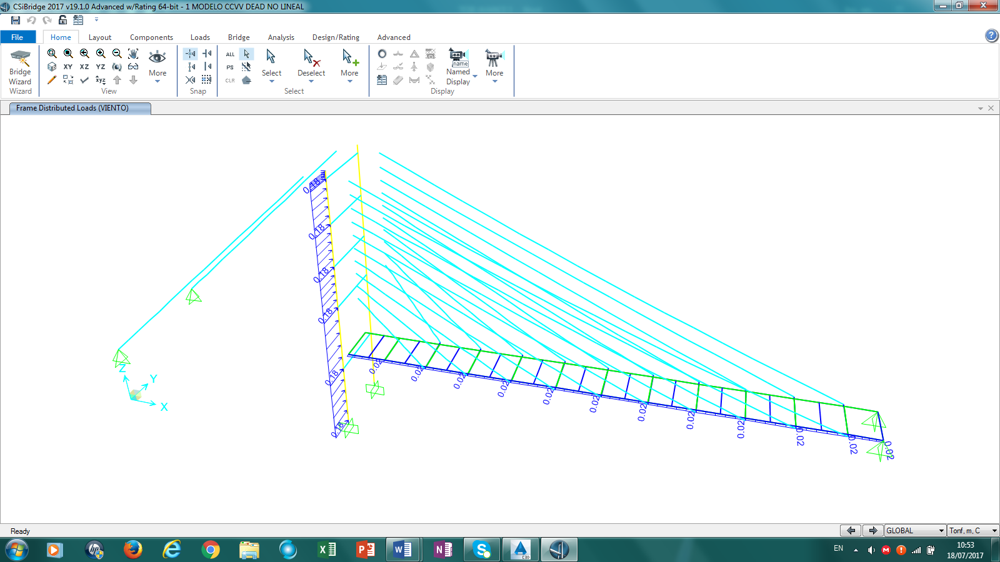 CSiBridge 2017 v19.1.0 Advanced w/Rating 64-bit - 1 MODELO CCVV DEAD NO LINEAL
File Home Layout Components Loads Bridge Analysis Design/Rating Advanced
Bridge
Wizard
Wizard
XY XZ YZ
xyz
More
View
Snap
ALL
PS
CLR
Select
Deselect
More
Select
name
Named
Display
More
Display
Frame Distributed Loads (VIENTO)
0.18
0.18
0.18
0.18
0.18
0.18
0.02
0.02
0.02
0.02
0.02
0.02
0.02
0.02
0.02
0.02
0.02
0.02
Z
Y
X
Ready
GLOBAL
Tonf, m, C
EN
10:53
18/07/2017